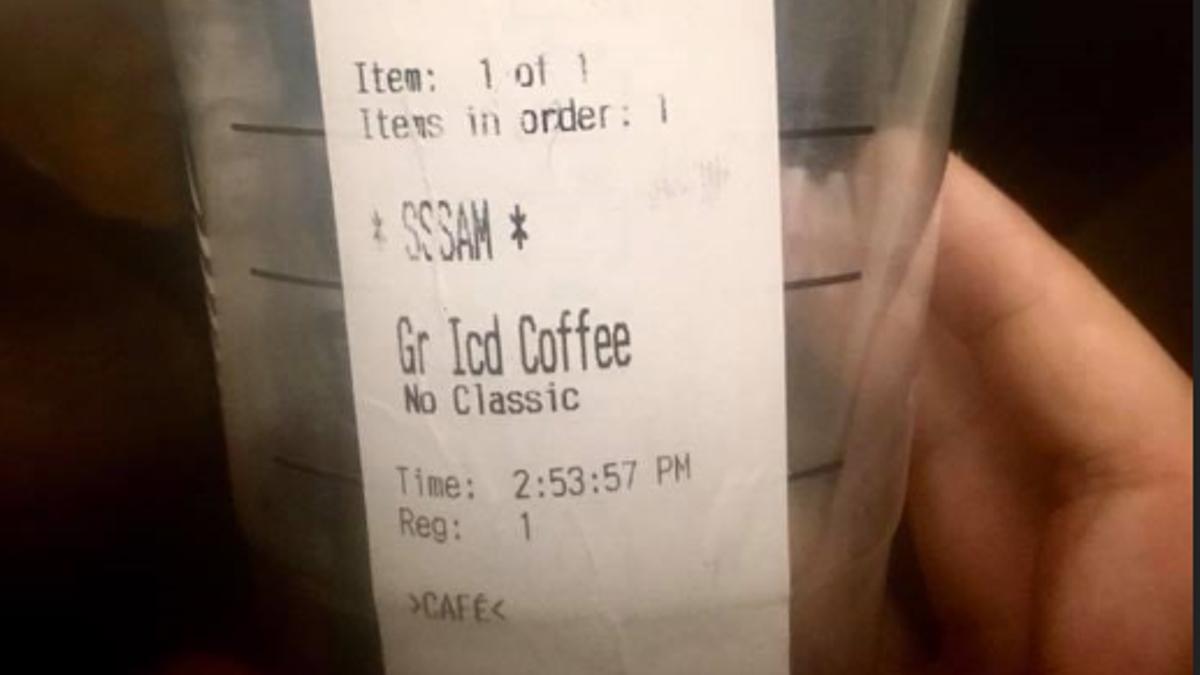 Item: 1 of 1
Items in order: 1
* SSSAM *
Gr Icd Coffee
No Classic
Time: 2:53:57 PM
Reg: 1
>CAFE<